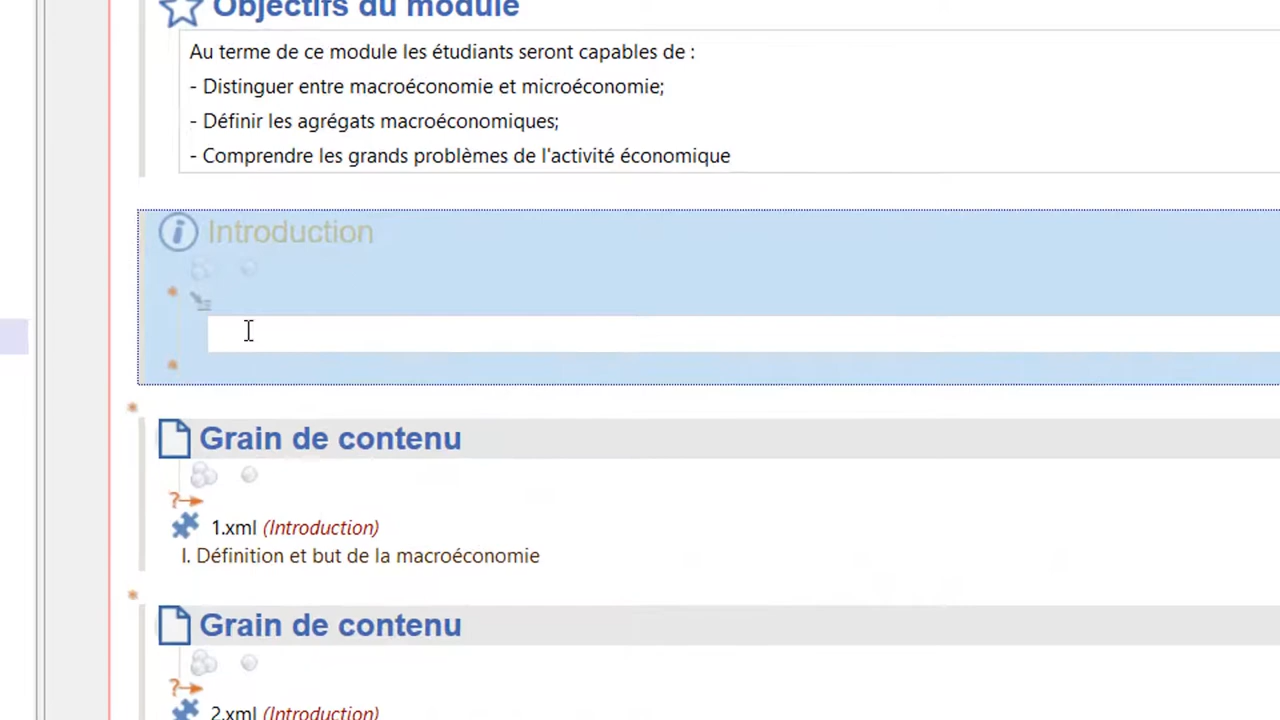 Objectifs du module
Au terme de ce module les étudiants seront capables de :
- Distinguer entre macroéconomie et microéconomie;
- Définir les agrégats macroéconomiques;
- Comprendre les grands problèmes de l'activité économique
Introduction
Grain de contenu
1.xml (Introduction)
I. Définition et but de la macroéconomie
Grain de contenu
2.xml (Introduction)